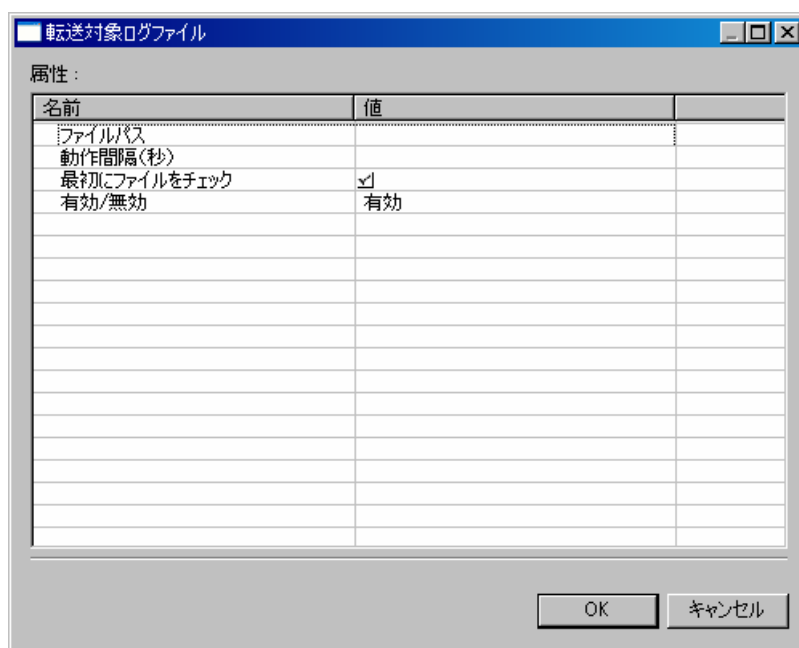 転送対象ログファイル
属性：
名前 値
ファイルパス
動作間隔(秒)
最初にファイルをチェック
有効/無効 有効
OK キャンセル